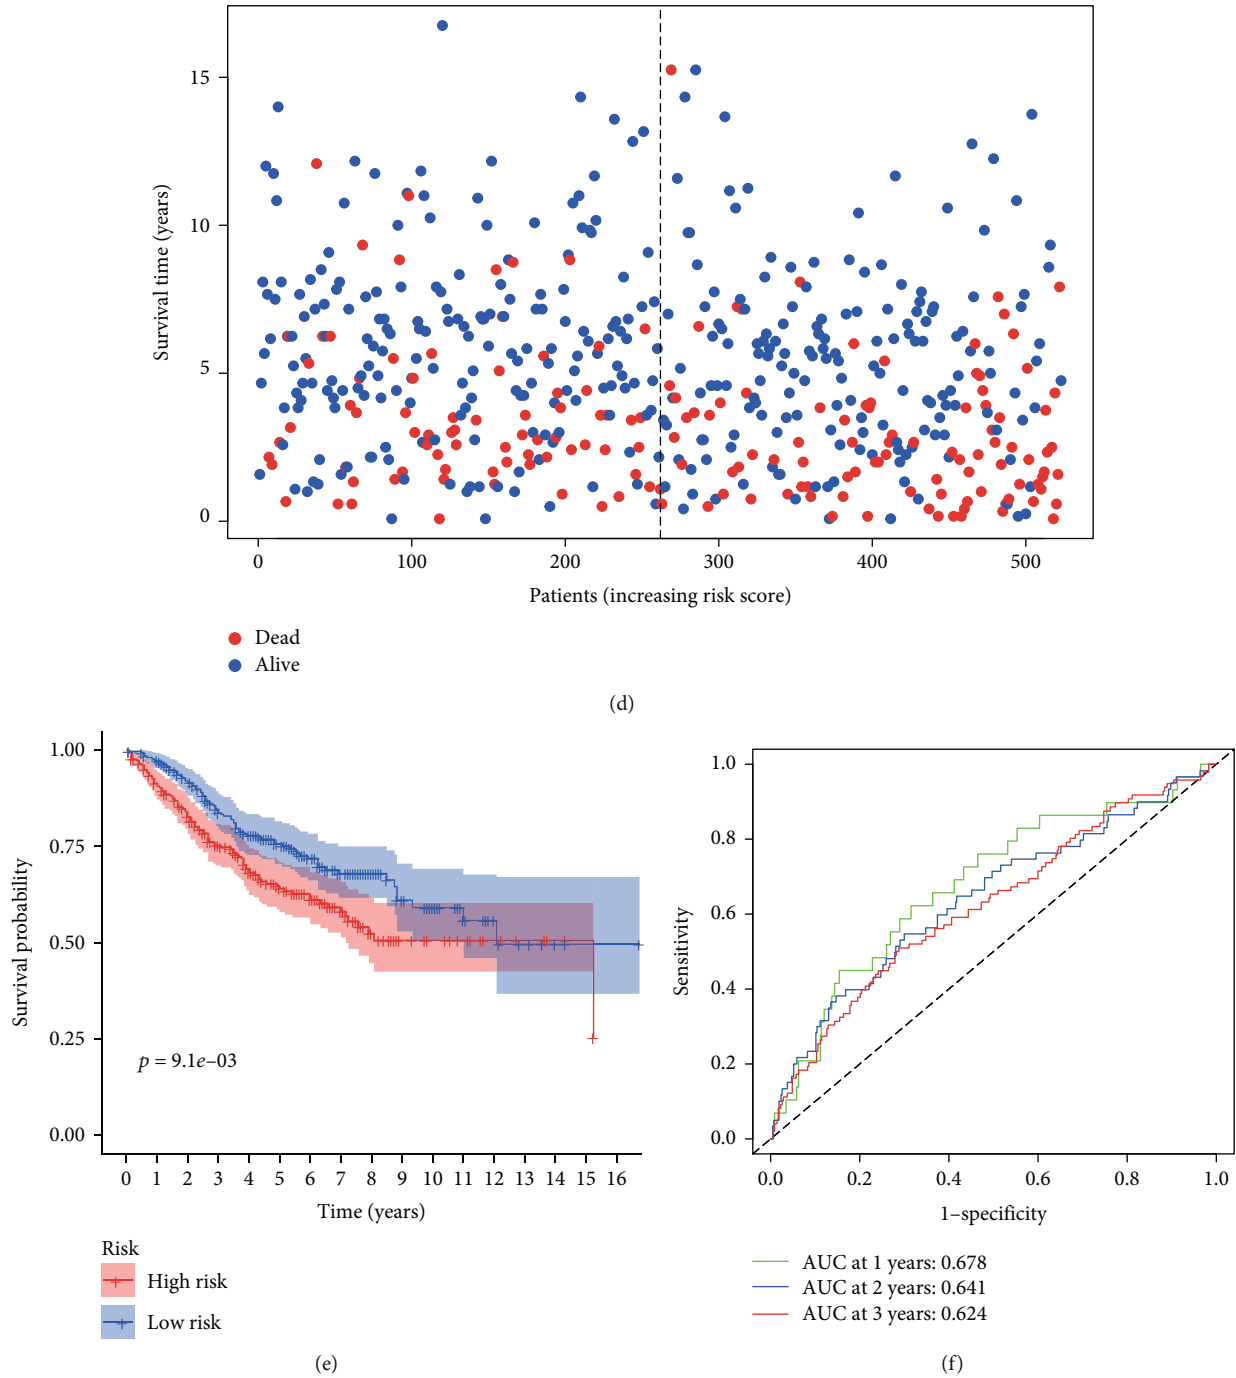 15
10
5
0
Survival time (years)
0 100 200 300 400 500
Patients (increasing risk score)
Dead
Alive
(d)
1.00
0.75
0.50
0.25
0.00
Survival probability
p = 9.1e–03
0 1 2 3 4 5 6 7 8 9 10 11 12 13 14 15 16
Time (years)
Risk
High risk
Low risk
(e)
1.0
0.8
0.6
0.4
0.2
0.0
Sensitivity
0.0 0.2 0.4 0.6 0.8 1.0
1–specificity
AUC at 1 years: 0.678
AUC at 2 years: 0.641
AUC at 3 years: 0.624
(f)